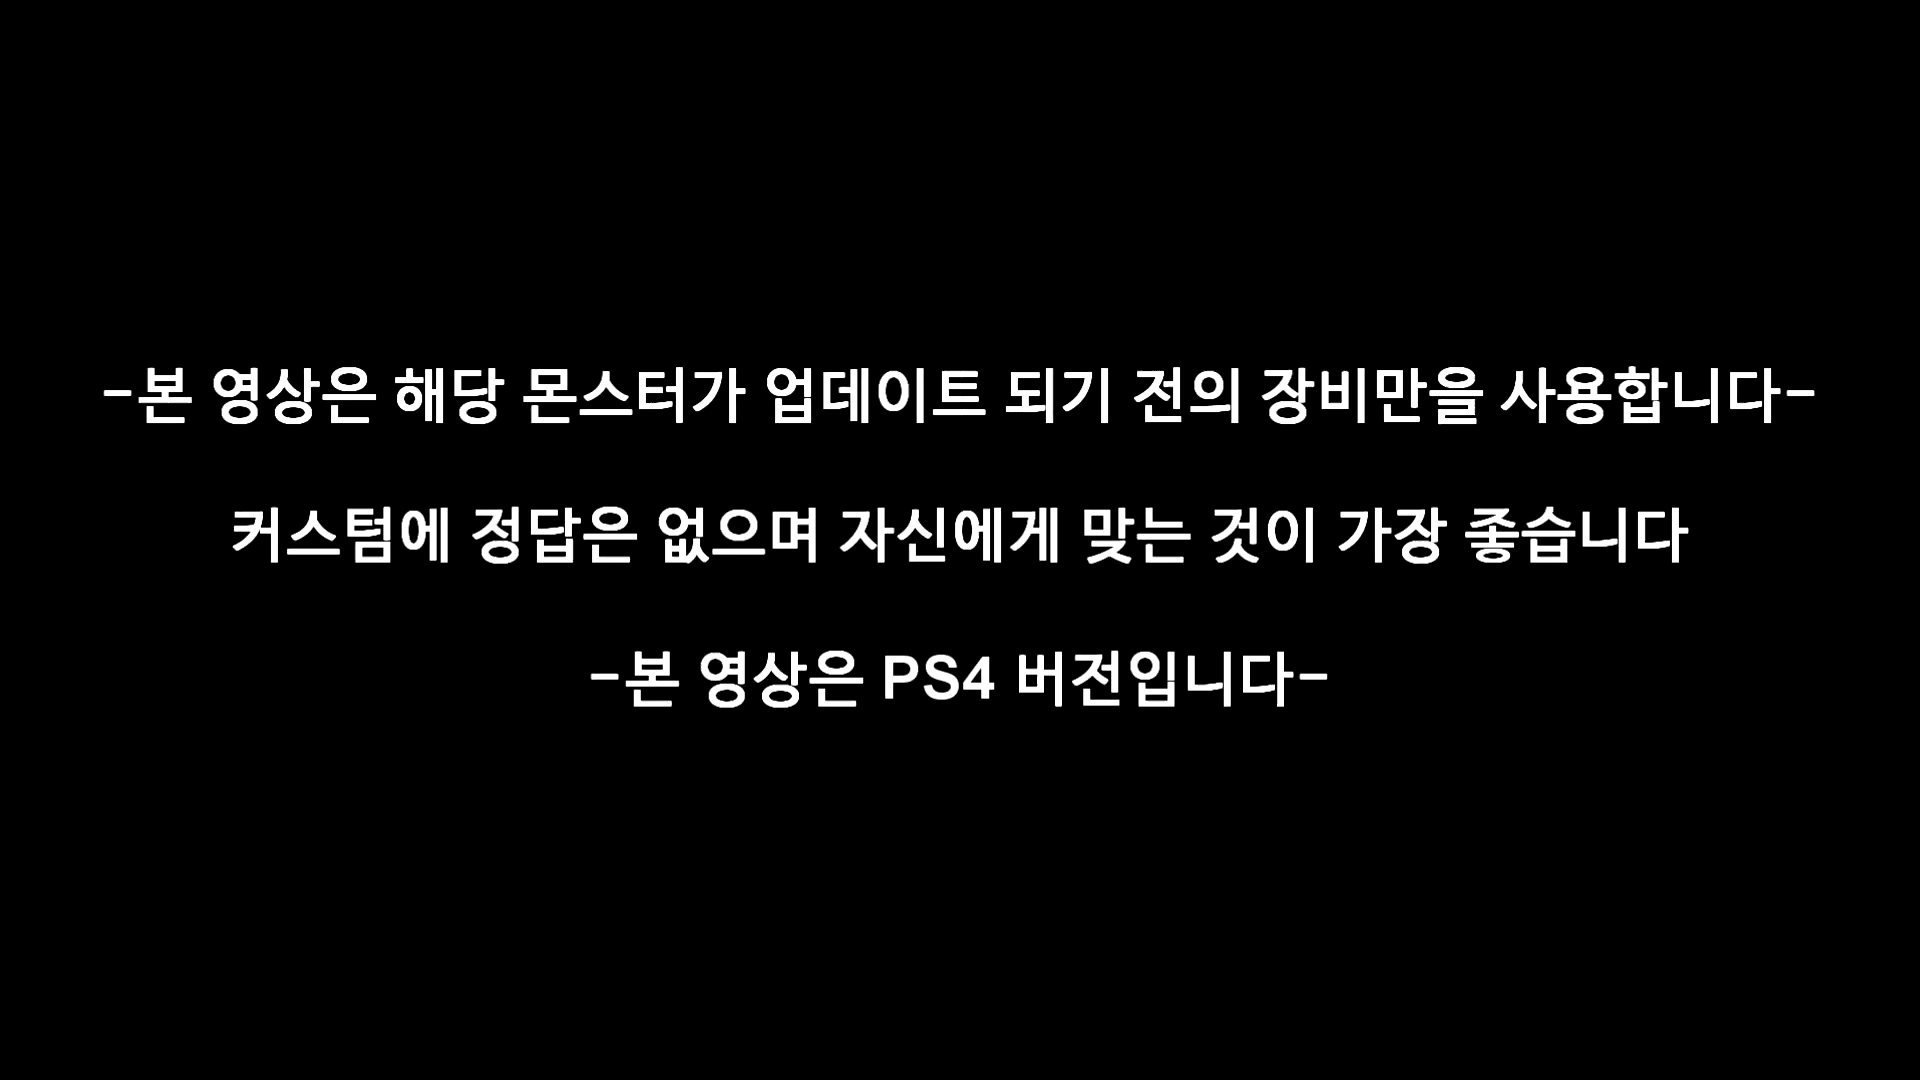 -본 영상은 해당 몬스터가 업데이트 되기 전의 장비만을 사용합니다-
커스텀에 정답은 없으며 자신에게 맞는 것이 가장 좋습니다
-본 영상은 PS4 버전입니다-